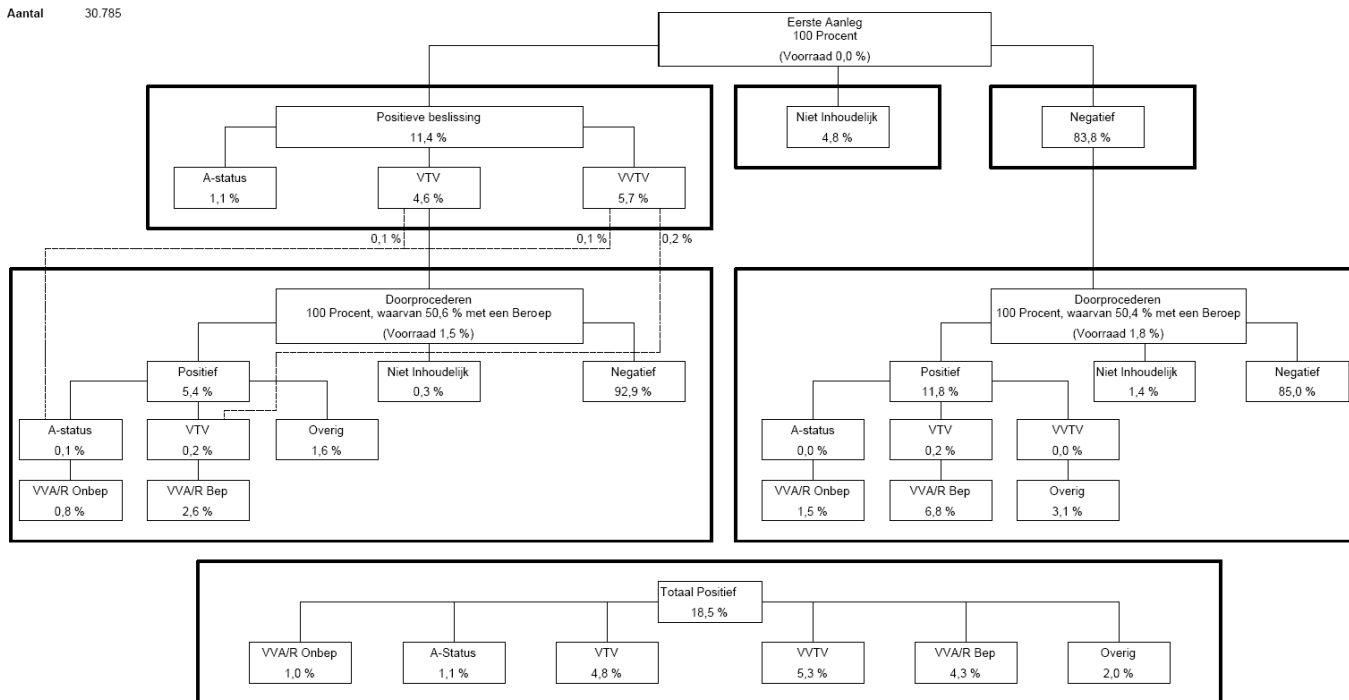 Aantal 30.785
Eerste Aanleg
100 Procent
(Voorraad 0,0 %)
Positieve beslissing
11,4 %
Niet Inhoudelijk
4,8 %
Negatief
83,8 %
A-status
1,1 %
VTV
4,6 %
VVTV
5,7 %
0,1 %
0,1 %
0,2 %
Doorprocederen
100 Procent, waarvan 50,6 % met een Beroep
(Voorraad 1,5 %)
Positief
5,4 %
Niet Inhoudelijk
0,3 %
Negatief
92,9 %
A-status
0,1 %
VTV
0,2 %
Overig
1,6 %
VVA/R Onbep
0,8 %
VVA/R Bep
2,6 %
Doorprocederen
100 Procent, waarvan 50,4 % met een Beroep
(Voorraad 1,8 %)
Positief
11,8 %
Niet Inhoudelijk
1,4 %
Negatief
85,0 %
A-status
0,0 %
VTV
0,2 %
VVTV
0,0 %
VVA/R Onbep
1,5 %
VVA/R Bep
6,8 %
Overig
3,1 %
Totaal Positief
18,5 %
VVA/R Onbep
1,0 %
A-Status
1,1 %
VTV
4,8 %
VVTV
5,3 %
VVA/R Bep
4,3 %
Overig
2,0 %